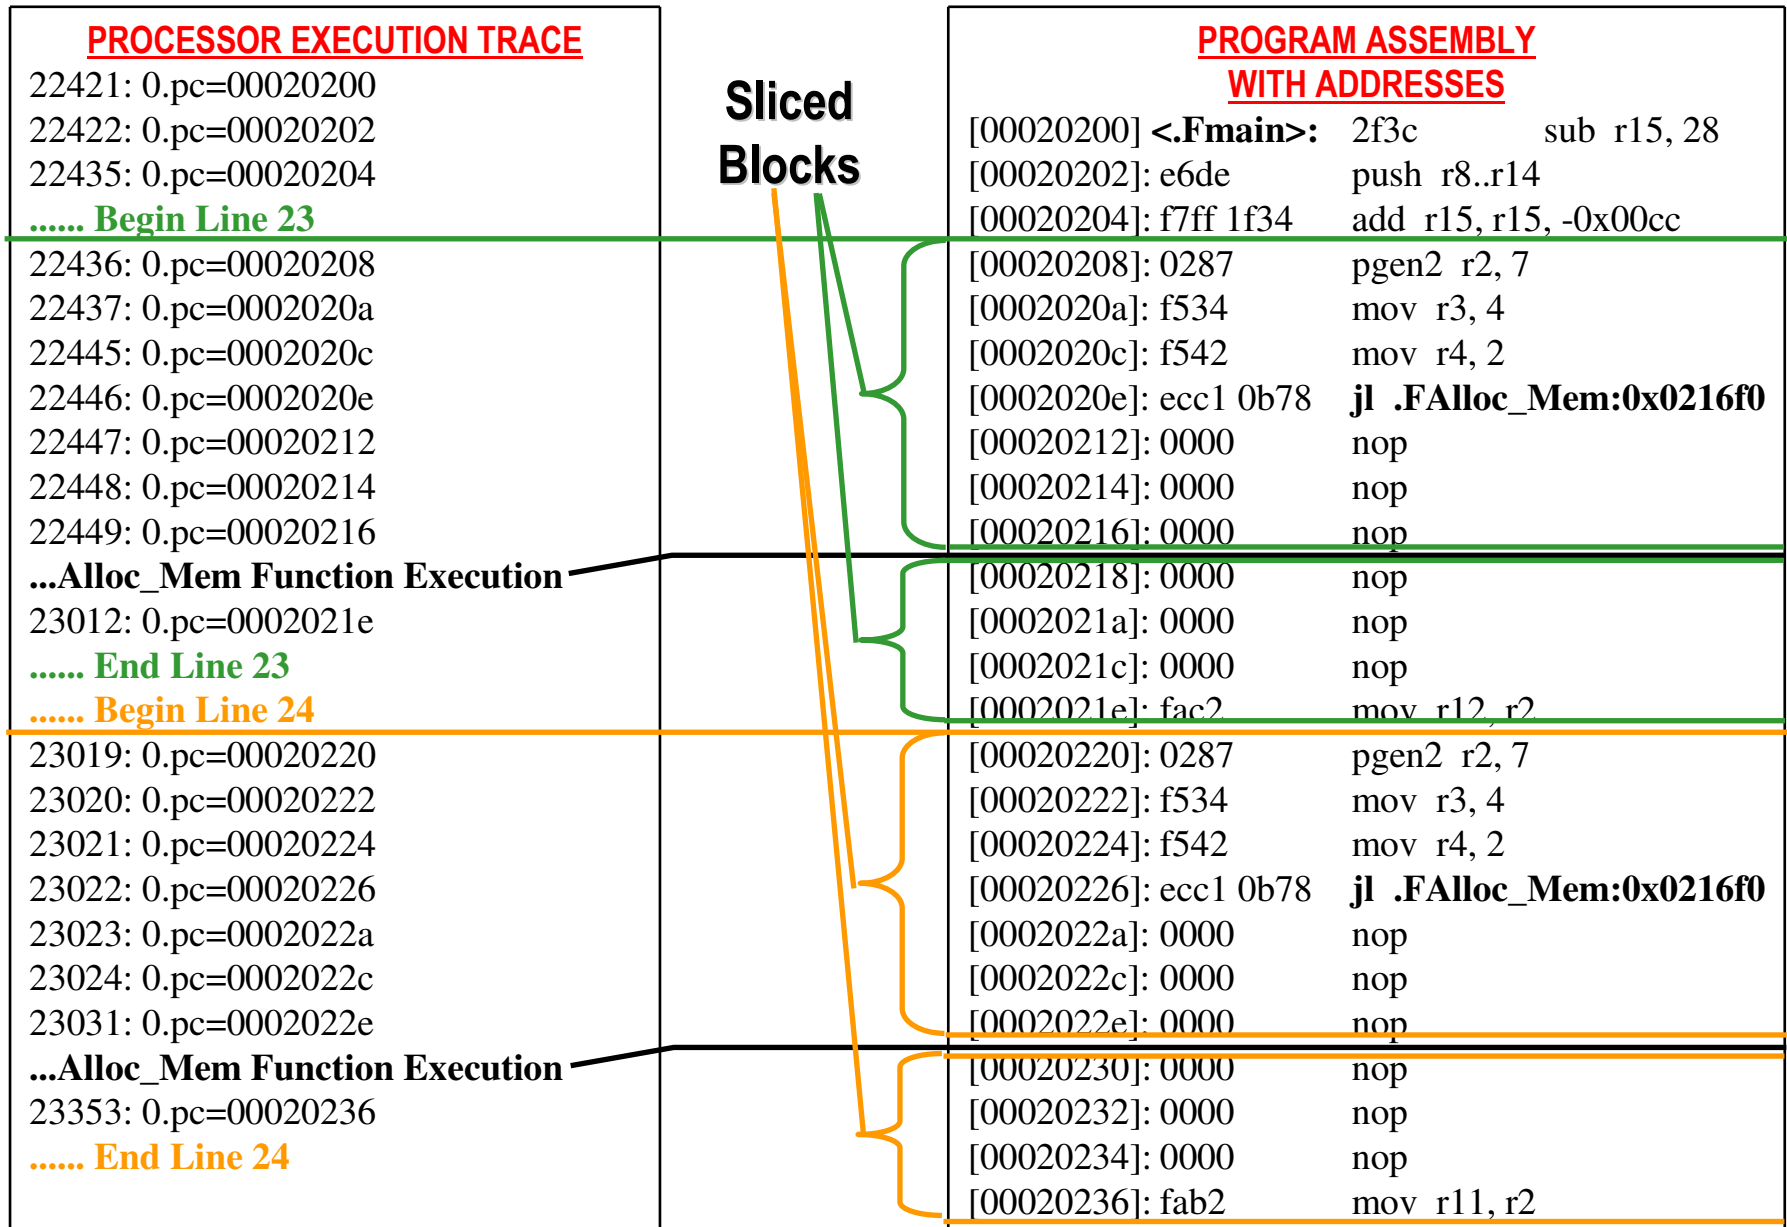 PROCESSOR EXECUTION TRACE
22421: 0.pc=00020200
22422: 0.pc=00020202
22435: 0.pc=00020204
...... Begin Line 23
22436: 0.pc=00020208
22437: 0.pc=0002020a
22445: 0.pc=0002020c
22446: 0.pc=0002020e
22447: 0.pc=00020212
22448: 0.pc=00020214
22449: 0.pc=00020216
...Alloc_Mem Function Execution
23012: 0.pc=0002021e
...... End Line 23
...... Begin Line 24
23019: 0.pc=00020220
23020: 0.pc=00020222
23021: 0.pc=00020224
23022: 0.pc=00020226
23023: 0.pc=0002022a
23024: 0.pc=0002022c
23031: 0.pc=0002022e
...Alloc_Mem Function Execution
23353: 0.pc=00020236
...... End Line 24
Sliced
Blocks
PROGRAM ASSEMBLY
WITH ADDRESSES
[00020200] <.Fmain>: 2f3c sub r15, 28
[00020202]: e6de push r8..r14
[00020204]: f7ff 1f34 add r15, r15, -0x00cc
[00020208]: 0287 pgen2 r2, 7
[0002020a]: f534 mov r3, 4
[0002020c]: f542 mov r4, 2
[0002020e]: ecc1 0b78 jl .FAlloc_Mem:0x0216f0
[00020212]: 0000 nop
[00020214]: 0000 nop
[00020216]: 0000 nop
[00020218]: 0000 nop
[0002021a]: 0000 nop
[0002021c]: 0000 nop
[0002021e]: fac2 mov r12, r2
[00020220]: 0287 pgen2 r2, 7
[00020222]: f534 mov r3, 4
[00020224]: f542 mov r4, 2
[00020226]: ecc1 0b78 jl .FAlloc_Mem:0x0216f0
[0002022a]: 0000 nop
[0002022c]: 0000 nop
[0002022e]: 0000 nop
[00020230]: 0000 nop
[00020232]: 0000 nop
[00020234]: 0000 nop
[00020236]: fab2 mov r11, r2